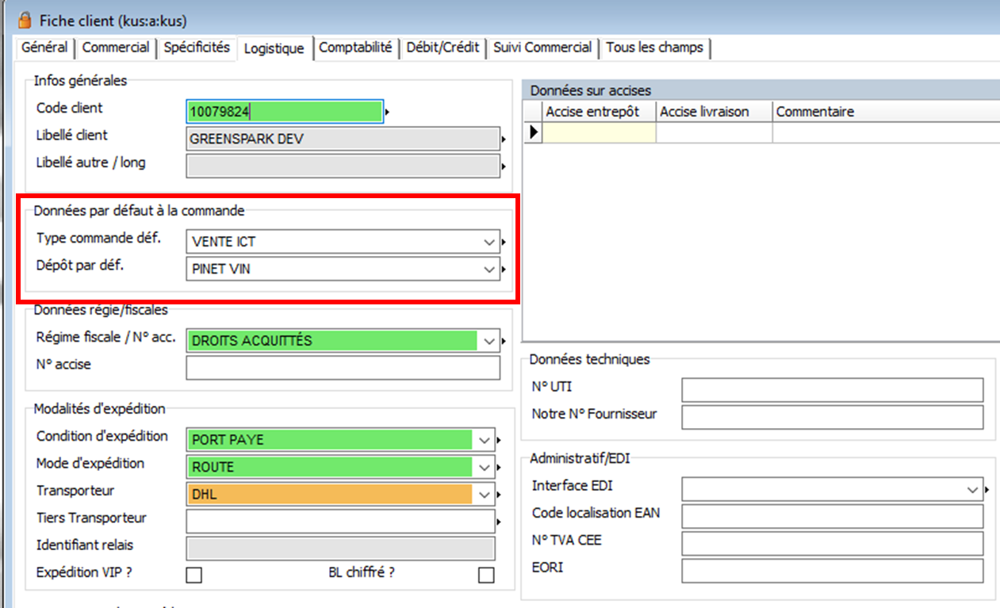 Fiche client (kus:a:kus)
Général Commercial Spécificités Logistique Comptabilité Débit/Crédit Suivi Commercial Tous les champs
Infos générales
Code client 10079824
Libellé client GREENSPARK DEV
Libellé autre / long
Données par défaut à la commande
Type commande déf. VENTE ICT
Dépôt par déf. PINET VIN
Données régie/fiscales
Régime fiscale / N° acc. DROITS ACQUITTÉS
N° accise
Modalités d'expédition
Condition d'expédition PORT PAYE
Mode d'expédition ROUTE
Transporteur DHL
Tiers Transporteur
Identifiant relais
Expédition VIP ? BL chiffré ?
Données sur accises
Accise entrepôt Accise livraison Commentaire
Données techniques
N° UTI
Notre N° Fournisseur
Administratif/EDI
Interface EDI
Code localisation EAN
N° TVA CEE
EORI